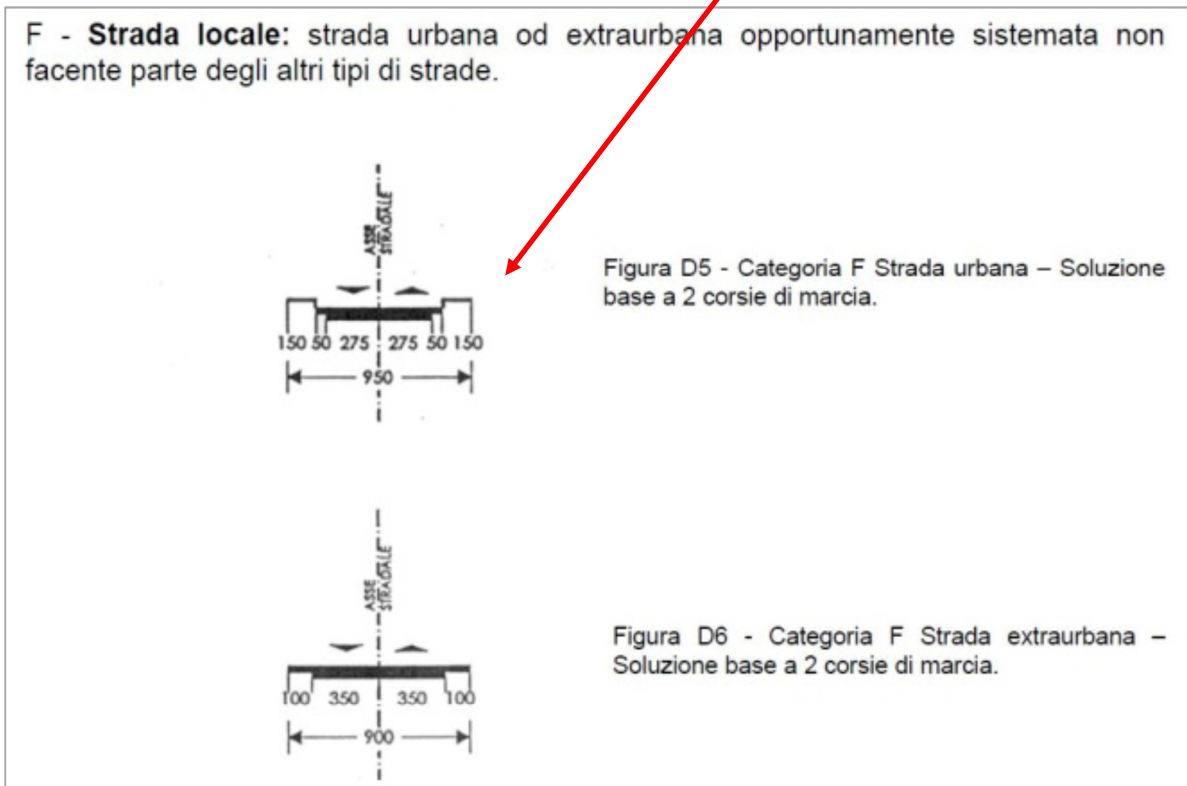 F - Strada locale: strada urbana od extraurbana opportunamente sistemata non
facente parte degli altri tipi di strade.
ASSE
STRADALE
Figura D5 - Categoria F Strada urbana – Soluzione
base a 2 corsie di marcia.
150 50 275 275 50 150
950
ASSE
STRADALE
Figura D6 - Categoria F Strada extraurbana –
Soluzione base a 2 corsie di marcia.
100 350 350 100
900